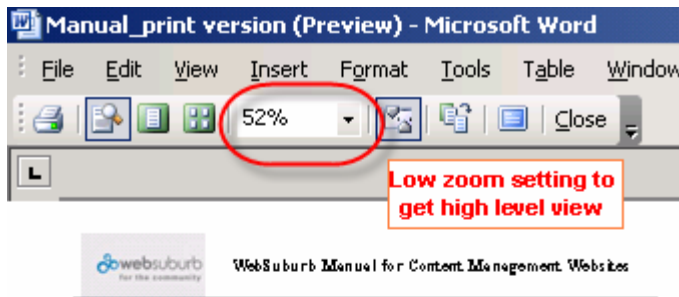 Manual_print version (Preview) - Microsoft Word
File Edit View Insert Format Tools Table Window
52% Close
L
Low zoom setting to
get high level view
websuburb
for the community
WebSuburb Manual for Content Management Websites